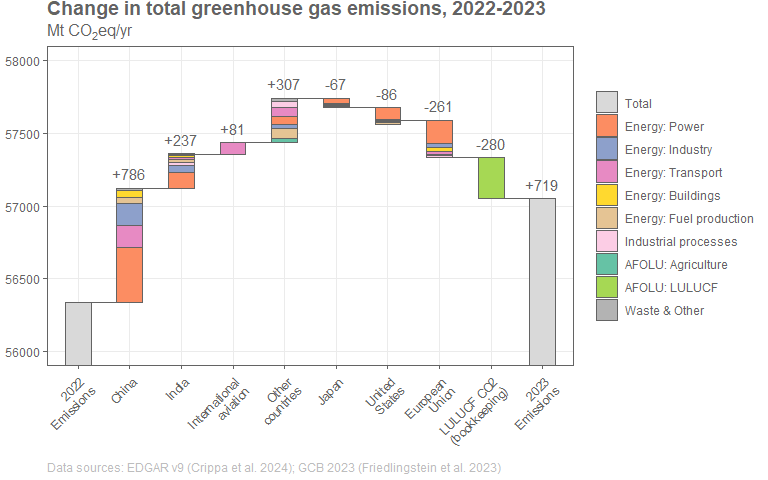 Change in total greenhouse gas emissions, 2022-2023
Mt CO2eq/yr
58000
57500
57000
56500
56000
+786
+237
+81
+307
-67
-86
-261
-280
+719
2022
Emissions
China
India
International
aviation
Other
countries
Japan
United
States
European
Union
LULUCF CO2
(bookkeeping)
2023
Emissions
Total
Energy: Power
Energy: Industry
Energy: Transport
Energy: Buildings
Energy: Fuel production
Industrial processes
AFOLU: Agriculture
AFOLU: LULUCF
Waste & Other
Data sources: EDGAR v9 (Crippa et al. 2024); GCB 2023 (Friedlingstein et al. 2023)